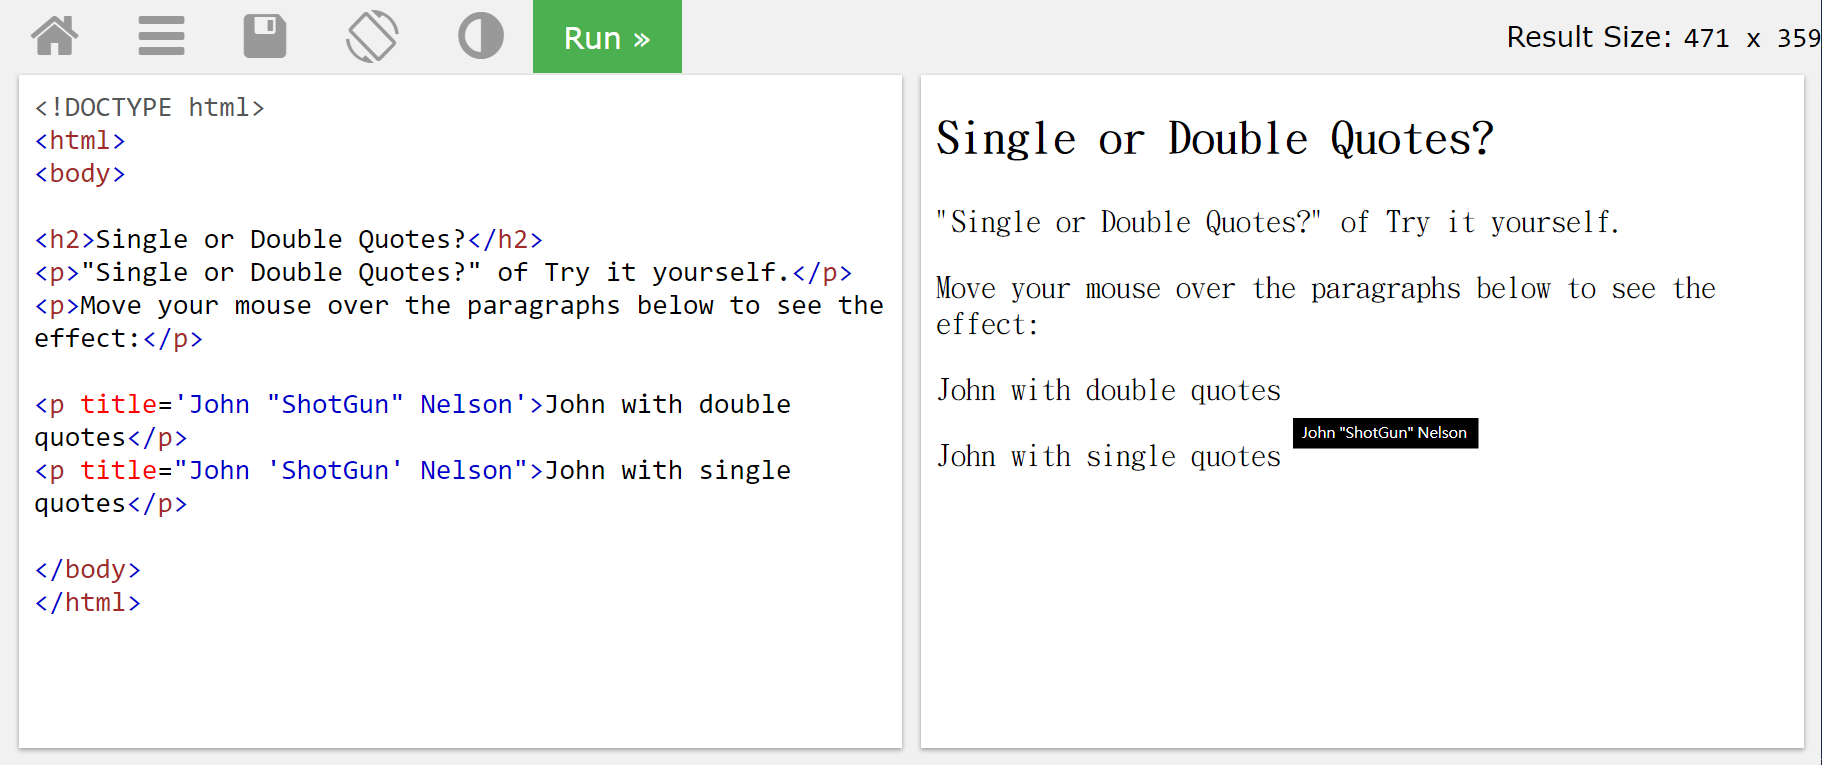 Run »
Result Size: 471 x 359
<!DOCTYPE html>
<html>
<body>
<h2>Single or Double Quotes?</h2>
<p>"Single or Double Quotes?" of Try it yourself.</p>
<p>Move your mouse over the paragraphs below to see the
effect:</p>
<p title='John "ShotGun" Nelson'>John with double
quotes</p>
<p title="John 'ShotGun' Nelson">John with single
quotes</p>
</body>
</html>
Single or Double Quotes?
"Single or Double Quotes?" of Try it yourself.
Move your mouse over the paragraphs below to see the
effect:
John with double quotes
John "ShotGun" Nelson
John with single quotes